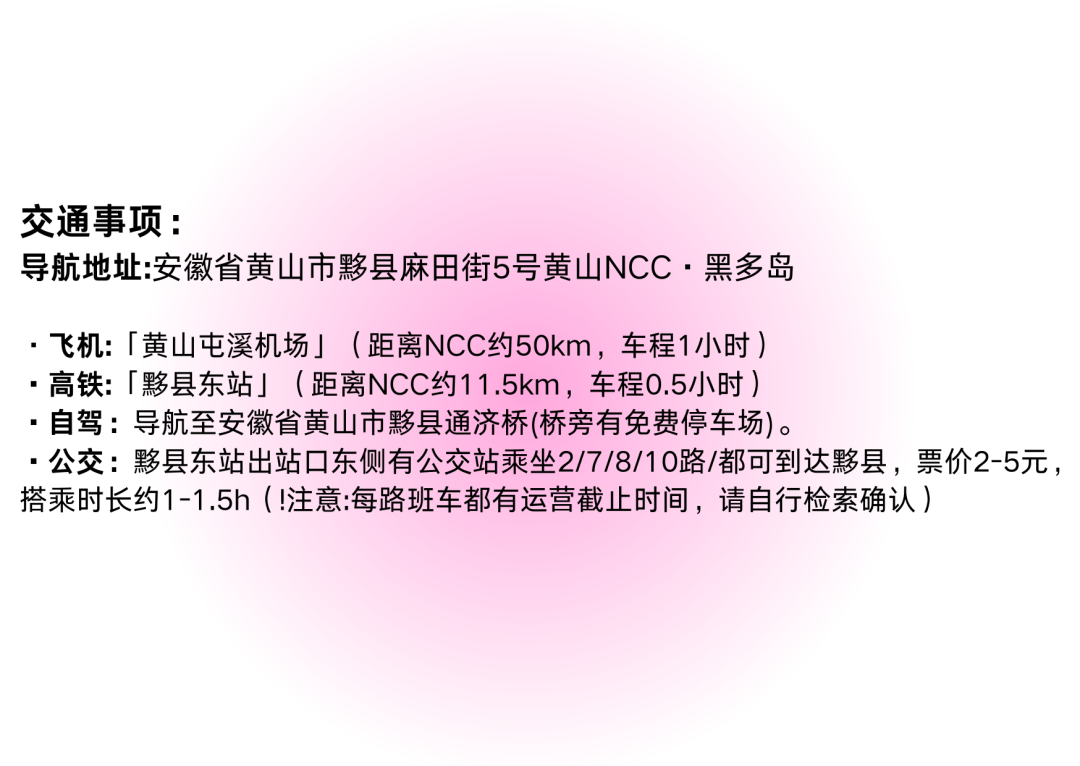 交通事项：
导航地址:安徽省黄山市黟县麻田街5号黄山NCC·黑多岛
·飞机:「黄山屯溪机场」（距离NCC约50km，车程1小时）
·高铁:「黟县东站」（距离NCC约11.5km，车程0.5小时）
·自驾：导航至安徽省黄山市黟县通济桥(桥旁有免费停车场)。
·公交：黟县东站出站口东侧有公交站乘坐2/7/8/10路/都可到达黟县，票价2-5元，
搭乘时长约1-1.5h（!注意:每路班车都有运营截止时间，请自行检索确认）